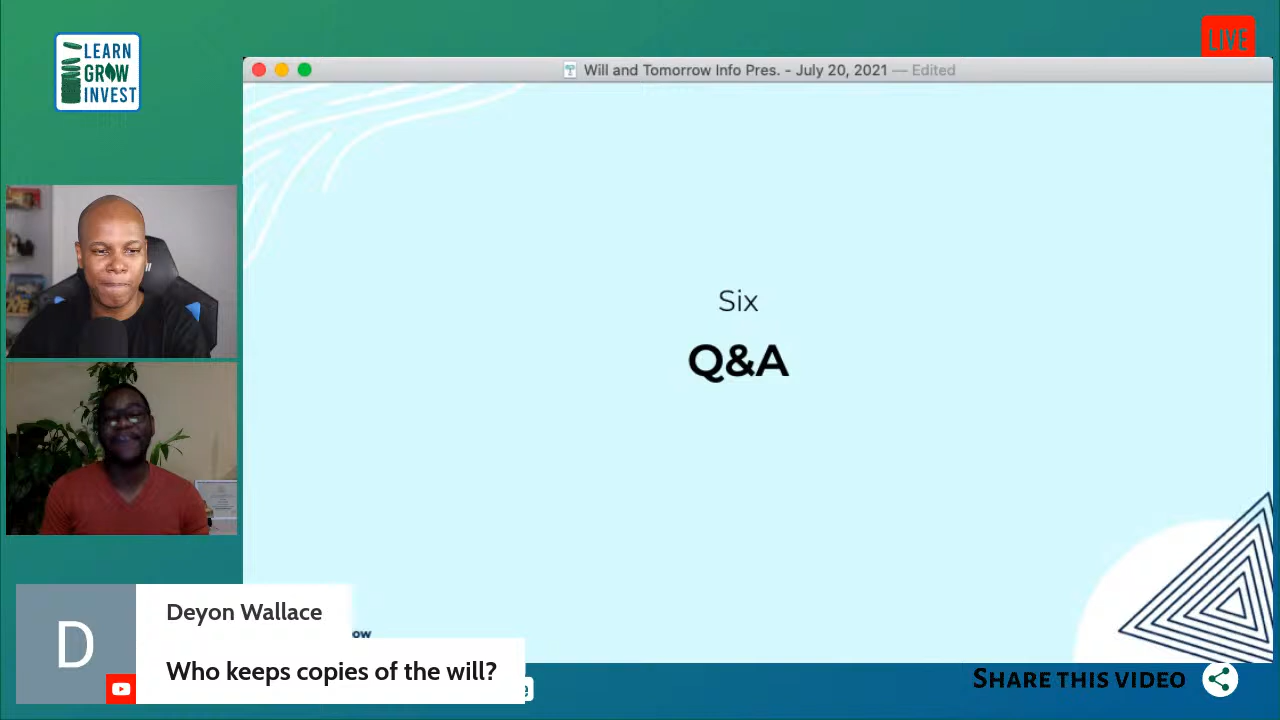 LEARN
GROW
INVEST
LIVE
Will and Tomorrow Info Pres. - July 20, 2021 — Edited
Six
Q&A
D
Deyon Wallace
ow
Who keeps copies of the will?
e
SHARE THIS VIDEO